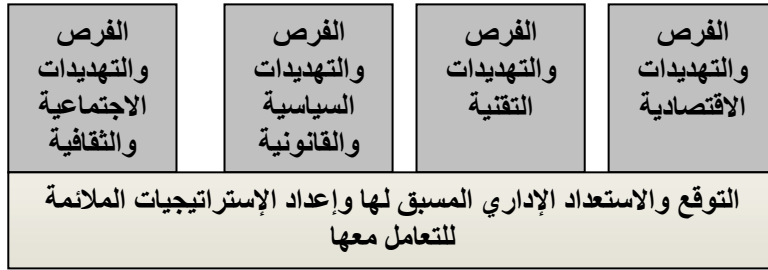 الفرص
والتهديدات
الاقتصادية
الفرص
والتهديدات
التقنية
الفرص
والتهديدات
السياسية
والقانونية
الفرص
والتهديدات
الاجتماعية
والثقافية
التوقع والاستعداد الإداري المسبق لها وإعداد الإستراتيجيات الملائمة
للتعامل معها